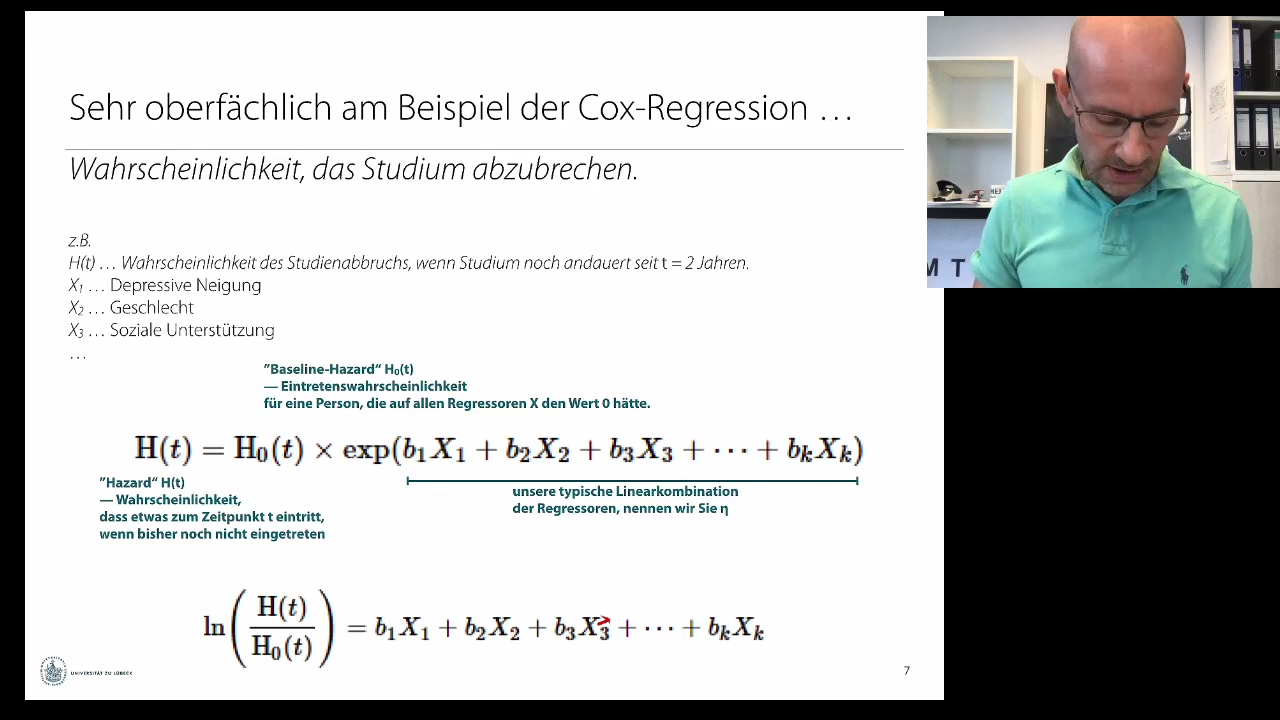 Sehr oberfächlich am Beispiel der Cox-Regression …
Wahrscheinlichkeit, das Studium abzubrechen.
z.B.
H(t) … Wahrscheinlichkeit des Studienabbruchs, wenn Studium noch andauert seit t = 2 Jahren.
X₁ … Depressive Neigung
X₂ … Geschlecht
X₃ … Soziale Unterstützung
…
"Baseline-Hazard“ H₀(t)
— Eintretenswahrscheinlichkeit
für eine Person, die auf allen Regressoren X den Wert 0 hätte.
H(t) = H₀(t) × exp(b₁X₁ + b₂X₂ + b₃X₃ + ⋯ + bₖXₖ)
"Hazard“ H(t)
— Wahrscheinlichkeit,
dass etwas zum Zeitpunkt t eintritt,
wenn bisher noch nicht eingetreten
unsere typische Linearkombination
der Regressoren, nennen wir Sie η
ln(H(t)/H₀(t)) = b₁X₁ + b₂X₂ + b₃X₃ + ⋯ + bₖXₖ
UNIVERSITÄT ZU LÜBECK
7
M T